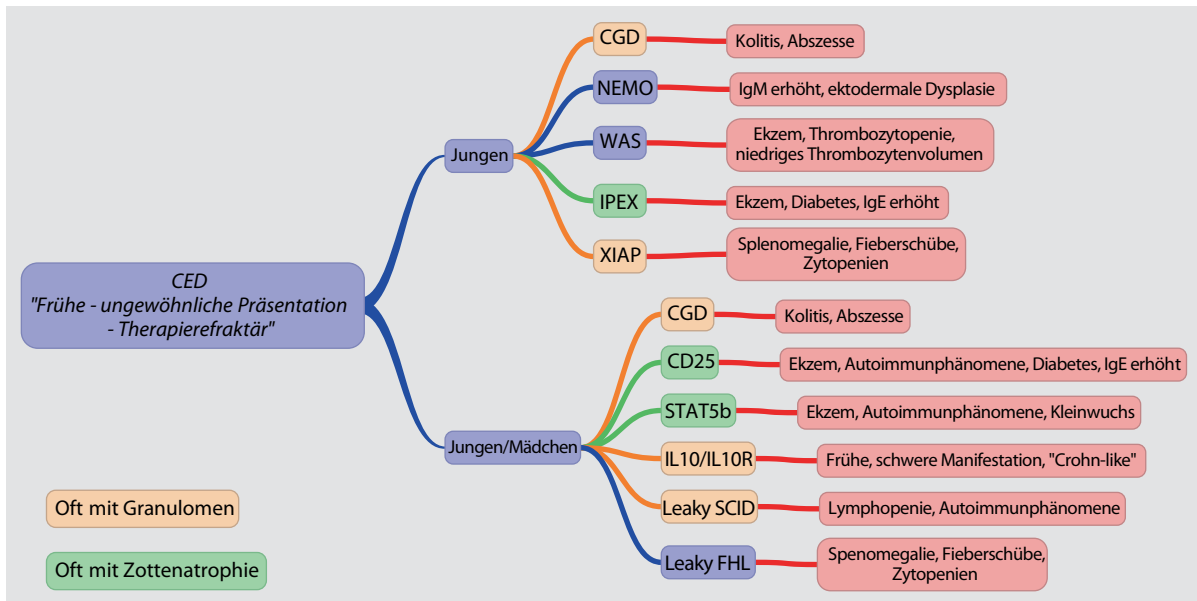 CED
"Frühe - ungewöhnliche Präsentation
- Therapierefraktär"
Jungen
CGD
Kolitis, Abszesse
NEMO
IgM erhöht, ektodermale Dysplasie
WAS
Ekzem, Thrombozytopenie,
niedriges Thrombozytenvolumen
IPEX
Ekzem, Diabetes, IgE erhöht
XIAP
Splenomegalie, Fieberschübe,
Zytopenien
Jungen/Mädchen
CGD
Kolitis, Abszesse
CD25
Ekzem, Autoimmunphänomene, Diabetes, IgE erhöht
STAT5b
Ekzem, Autoimmunphänomene, Kleinwuchs
IL10/IL10R
Frühe, schwere Manifestation, "Crohn-like"
Leaky SCID
Lymphopenie, Autoimmunphänomene
Leaky FHL
Spenomegalie, Fieberschübe,
Zytopenien
Oft mit Granulomen
Oft mit Zottenatrophie